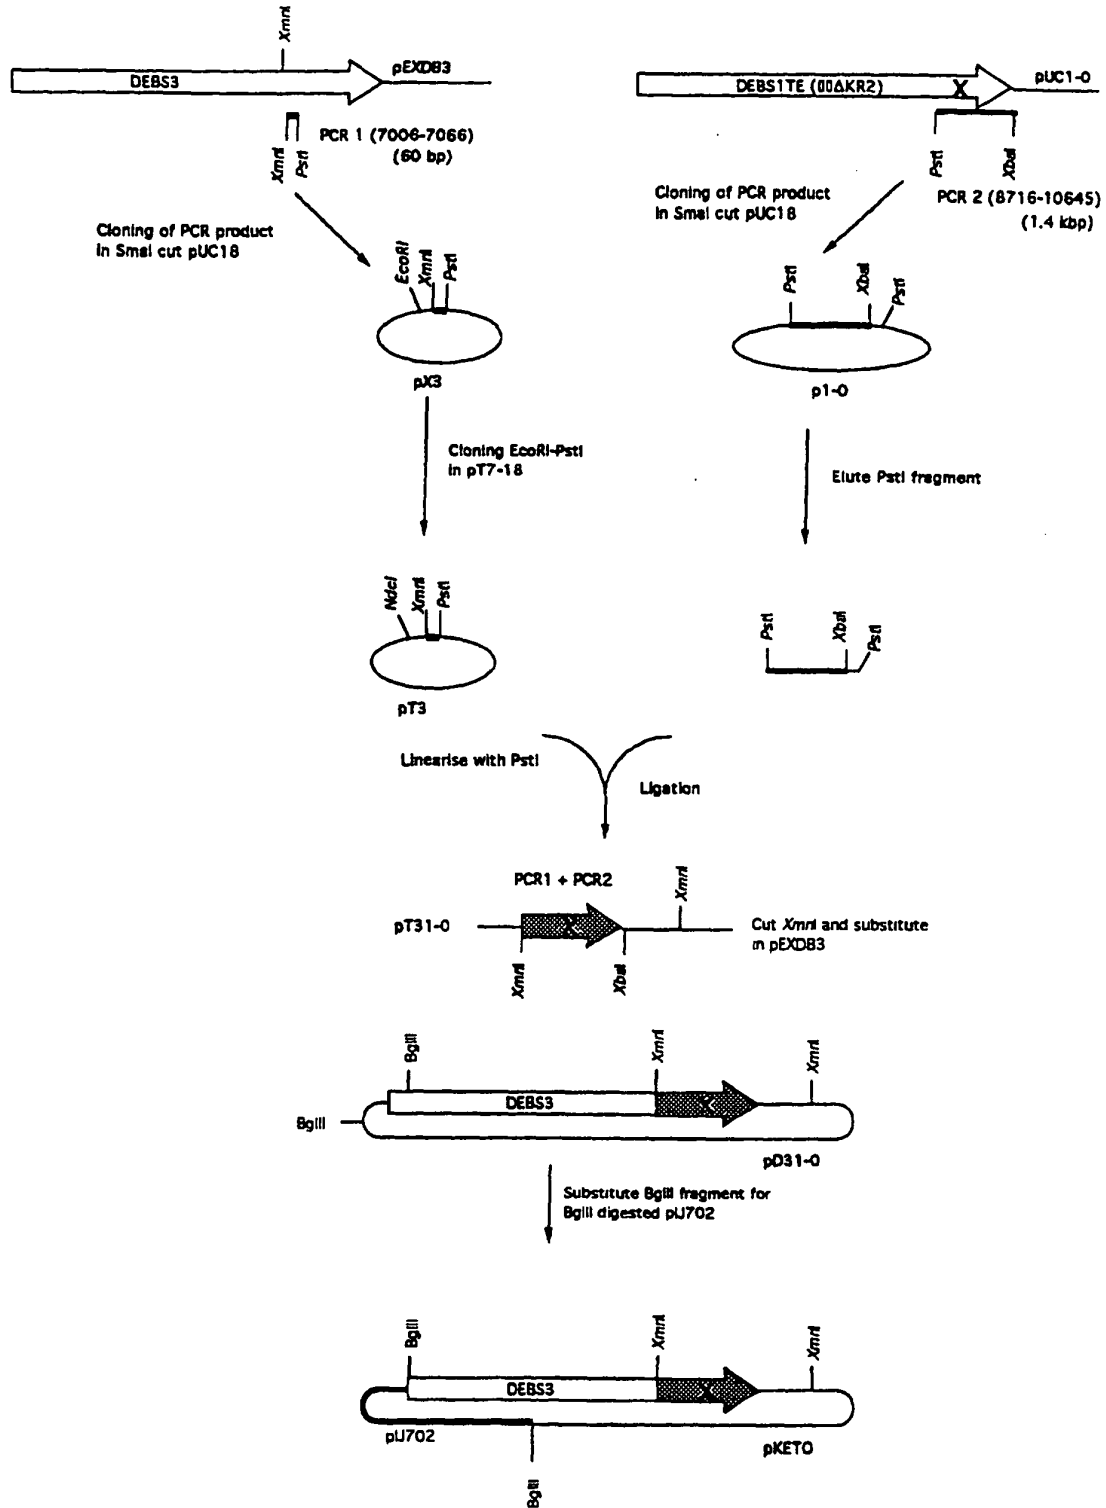 XmnI
pEXDB3
DEBS3
PCR 1 (7006-7066)
(60 bp)
XmnI
PstI
Cloning of PCR product
in SmaI cut pUC18
EcoRI
XmnI
PstI
pX3
Cloning EcoRI-PstI
in pT7-18
NdeI
XmnI
PstI
pT3
pUC1-0
DEBS1TE (▯▯ΔKR2)
X
PstI
XbaI
PCR 2 (8716-10645)
(1.4 kbp)
Cloning of PCR product
in SmaI cut pUC18
PstI
XbaI
PstI
p1-0
Elute PstI fragment
PstI
XbaI
PstI
Linearise with PstI
Ligation
PCR1 + PCR2
XmnI
pT31-0
X
XmnI
XbaI
Cut XmnI and substitute
in pEXDB3
BglII
XmnI
XmnI
DEBS3
X
BglII
pD31-0
Substitute BglII fragment for
BglII digested pIJ702
BglII
XmnI
XmnI
DEBS3
X
pIJ702
pKETO
BglII